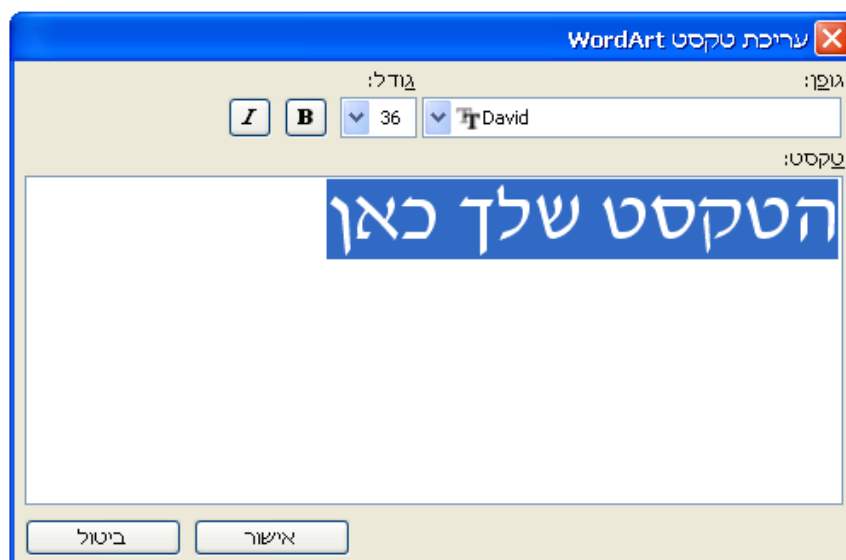 עריכת טקסט WordArt
גופן: גודל:
David 36 B I
טקסט:
הטקסט שלך כאן
אישור ביטול